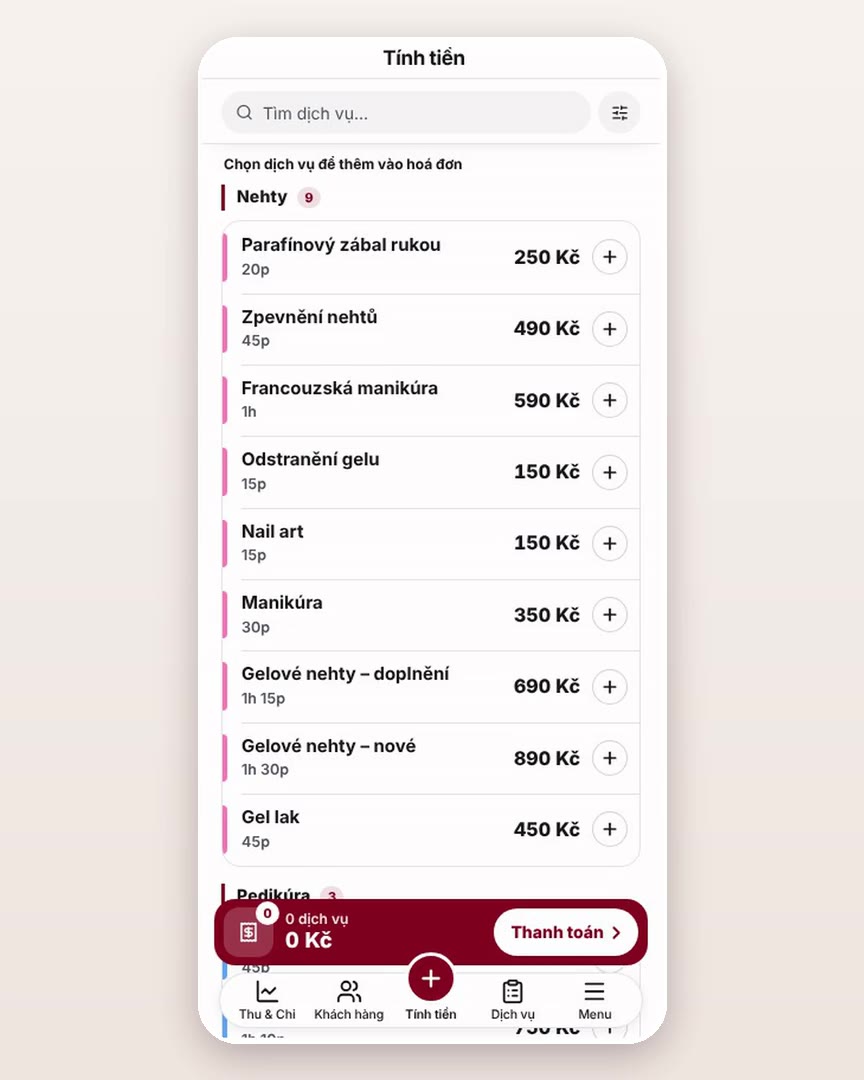 Tính tiền
Tìm dịch vụ...
Chọn dịch vụ để thêm vào hoá đơn
Nehty 9
Parafínový zábal rukou
20p
250 Kč
Zpevnění nehtů
45p
490 Kč
Francouzská manikúra
1h
590 Kč
Odstranění gelu
15p
150 Kč
Nail art
15p
150 Kč
Manikúra
30p
350 Kč
Gelové nehty – doplnění
1h 15p
690 Kč
Gelové nehty – nové
1h 30p
890 Kč
Gel lak
45p
450 Kč
Pedikúra 3
0
0 dịch vụ
0 Kč
Thanh toán
45p
Thu & Chi
Khách hàng
Tính tiền
Dịch vụ
Menu
750 Kč